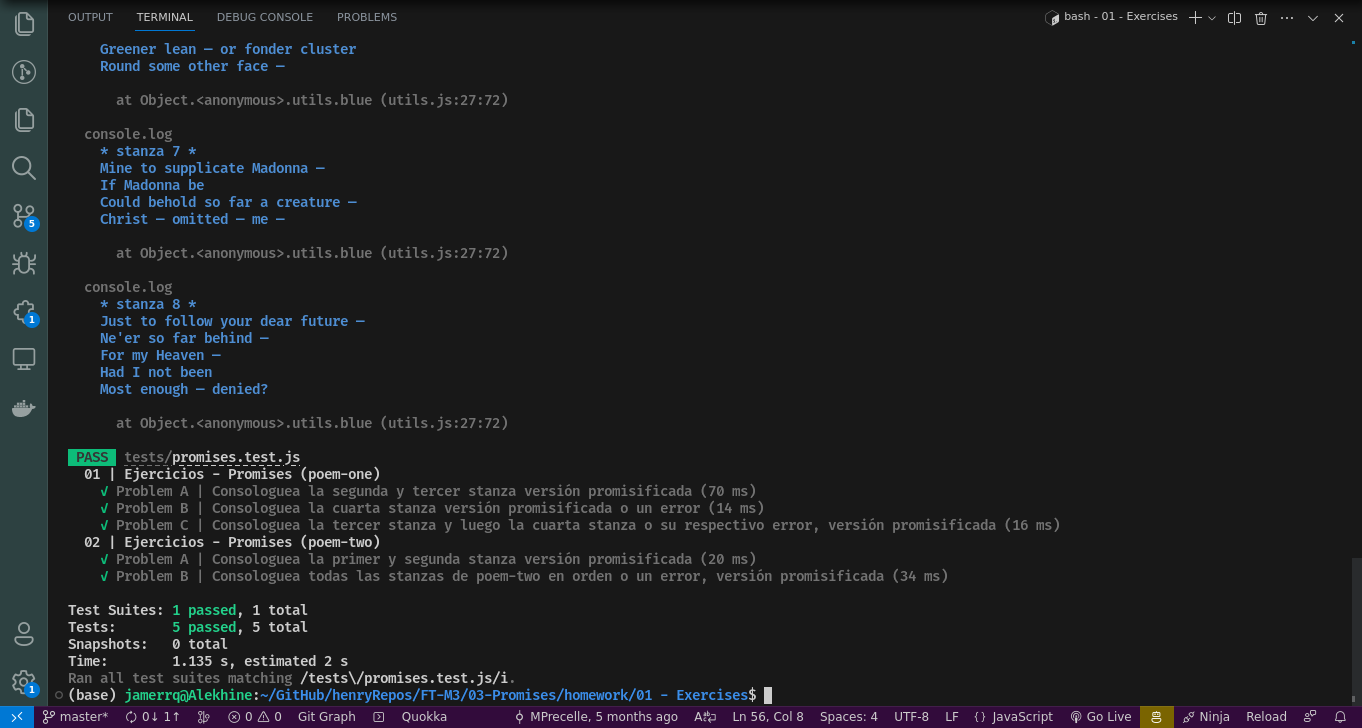 OUTPUT TERMINAL DEBUG CONSOLE PROBLEMS bash - 01 - Exercises
Greener lean — or fonder cluster
Round some other face —
at Object.<anonymous>.utils.blue (utils.js:27:72)
console.log
* stanza 7 *
Mine to supplicate Madonna —
If Madonna be
Could behold so far a creature —
Christ — omitted — me —
at Object.<anonymous>.utils.blue (utils.js:27:72)
console.log
* stanza 8 *
Just to follow your dear future —
Ne'er so far behind —
For my Heaven —
Had I not been
Most enough — denied?
at Object.<anonymous>.utils.blue (utils.js:27:72)
PASS tests/promises.test.js
01 | Ejercicios - Promises (poem-one)
√ Problem A | Consologuea la segunda y tercer stanza versión promisificada (70 ms)
√ Problem B | Consologuea la cuarta stanza versión promisificada o un error (14 ms)
√ Problem C | Consologuea la tercer stanza y luego la cuarta stanza o su respectivo error, versión promisificada (16 ms)
02 | Ejercicios - Promises (poem-two)
√ Problem A | Consologuea la primer y segunda stanza versión promisificada (20 ms)
√ Problem B | Consologuea todas las stanzas de poem-two en orden o un error, versión promisificada (34 ms)
Test Suites: 1 passed, 1 total
Tests: 5 passed, 5 total
Snapshots: 0 total
Time: 1.135 s, estimated 2 s
Ran all test suites matching /tests\/promises.test.js/i.
(base) jamerrq@Alekhine:~/GitHub/henryRepos/FT-M3/03-Promises/homework/01 - Exercises$
5
1
1
master* 0↓ 1↑ 0 0 Git Graph Quokka MPrecelle, 5 months ago Ln 56, Col 8 Spaces: 4 UTF-8 LF {} JavaScript Go Live Ninja Reload